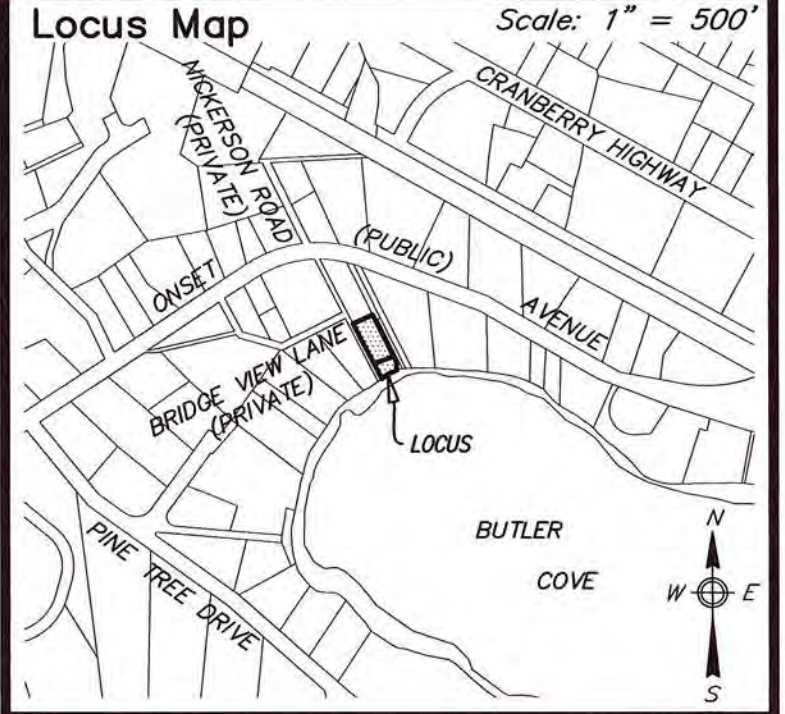 Locus Map
Scale: 1" = 500'
CRANBERRY HIGHWAY
NICKERSON ROAD
(PRIVATE)
(PUBLIC)
ONSET
AVENUE
BRIDGE VIEW LANE
(PRIVATE)
LOCUS
BUTLER
COVE
PINE TREE DRIVE
N
W
E
S